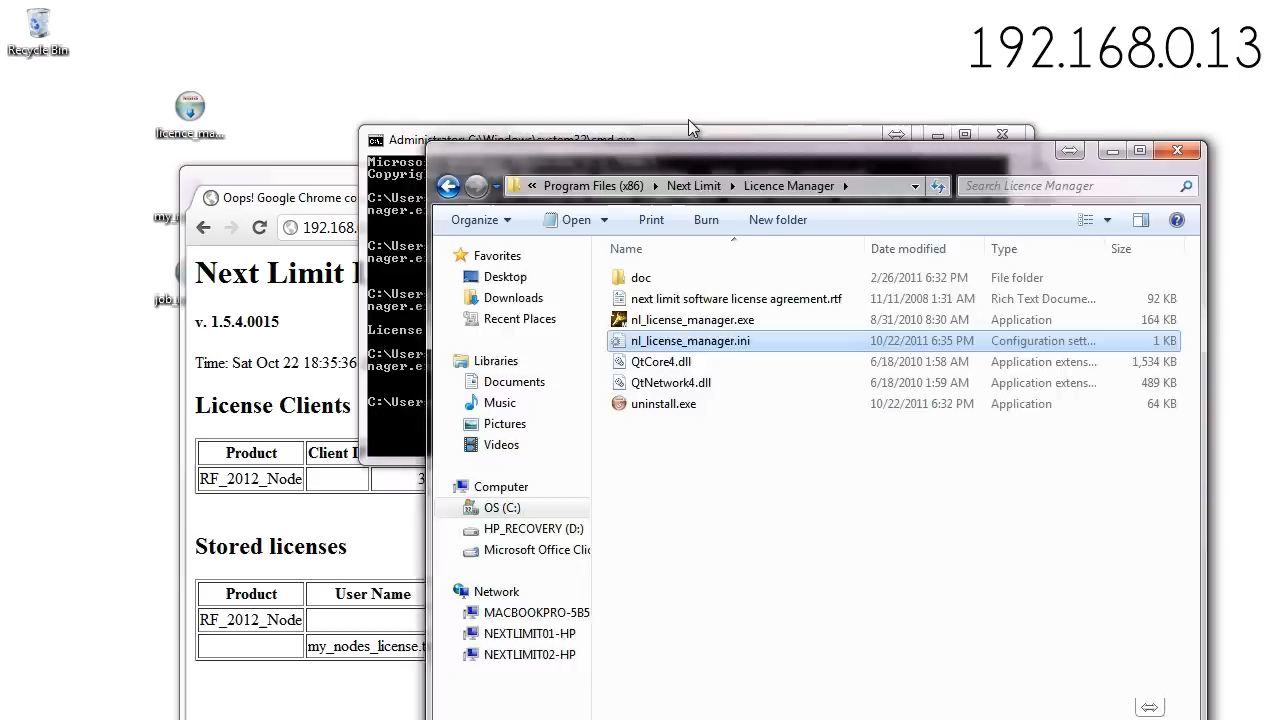 Recycle Bin
192.168.0.13
licence_ma...
Administrator: C:\Windows\system32\cmd.exe
Microso
Copyrig
C:\User
nager.e
C:\User
nager.e
C:\User
nager.e
License
C:\User
nager.e
C:\User
my_
job_
Oops! Google Chrome co
192.168.
Next Limit
v. 1.5.4.0015
Time: Sat Oct 22 18:35:36
License Clients
Product Client I
RF_2012_Node 3
Stored licenses
Product User Name
RF_2012_Node
my_nodes_license.t
« Program Files (x86) Next Limit Licence Manager
Search Licence Manager
Organize Open Print Burn New folder
Favorites
Desktop
Downloads
Recent Places
Libraries
Documents
Music
Pictures
Videos
Computer
OS (C:)
HP_RECOVERY (D:)
Microsoft Office Clic
Network
MACBOOKPRO-5B5
NEXTLIMIT01-HP
NEXTLIMIT02-HP
Name Date modified Type Size
doc 2/26/2011 6:32 PM File folder
next limit software license agreement.rtf 11/11/2008 1:31 AM Rich Text Docume... 92 KB
nl_license_manager.exe 8/31/2010 8:30 AM Application 164 KB
nl_license_manager.ini 10/22/2011 6:35 PM Configuration sett... 1 KB
QtCore4.dll 6/18/2010 1:58 AM Application extens... 1,534 KB
QtNetwork4.dll 6/18/2010 1:59 AM Application extens... 489 KB
uninstall.exe 10/22/2011 6:32 PM Application 64 KB